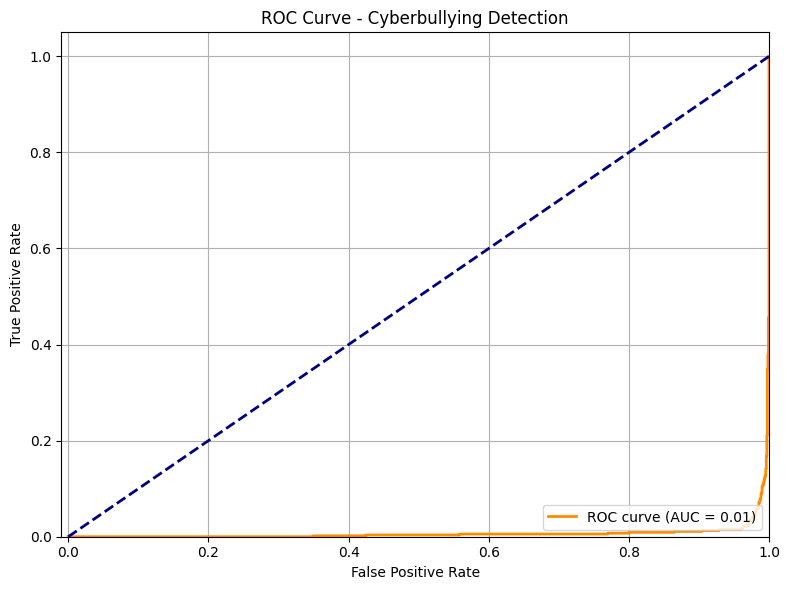 ROC Curve - Cyberbullying Detection
True Positive Rate
1.0
0.8
0.6
0.4
0.2
0.0
ROC curve (AUC = 0.01)
0.0 0.2 0.4 0.6 0.8 1.0
False Positive Rate